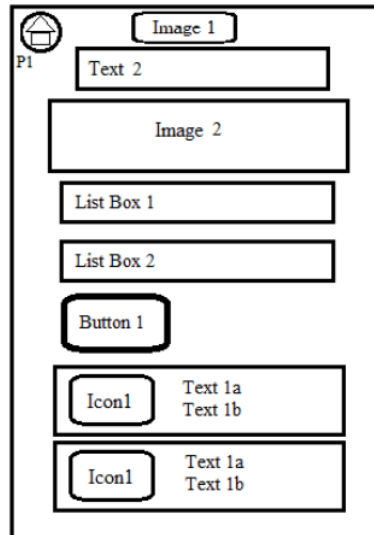 Image 1
P1
Text 2
Image 2
List Box 1
List Box 2
Button 1
Icon1
Text 1a
Text 1b
Icon1
Text 1a
Text 1b